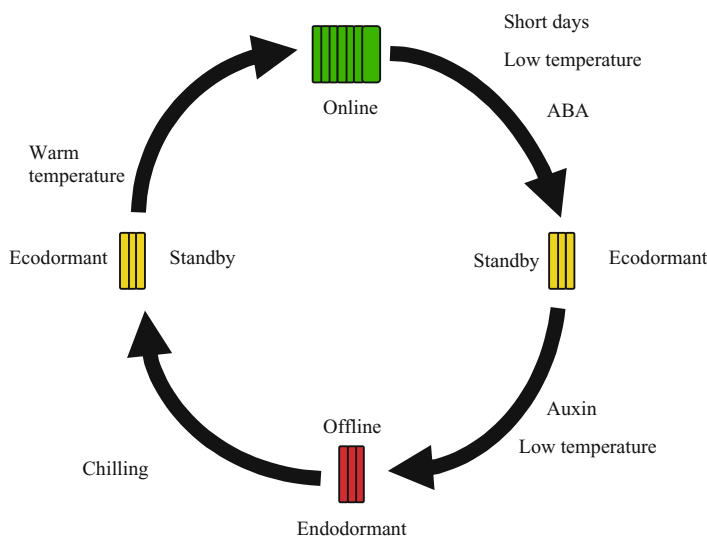 Short days
Low temperature
ABA
Online
Warm
temperature
Ecodormant
Standby
Standby
Ecodormant
Auxin
Low temperature
Offline
Chilling
Endodormant